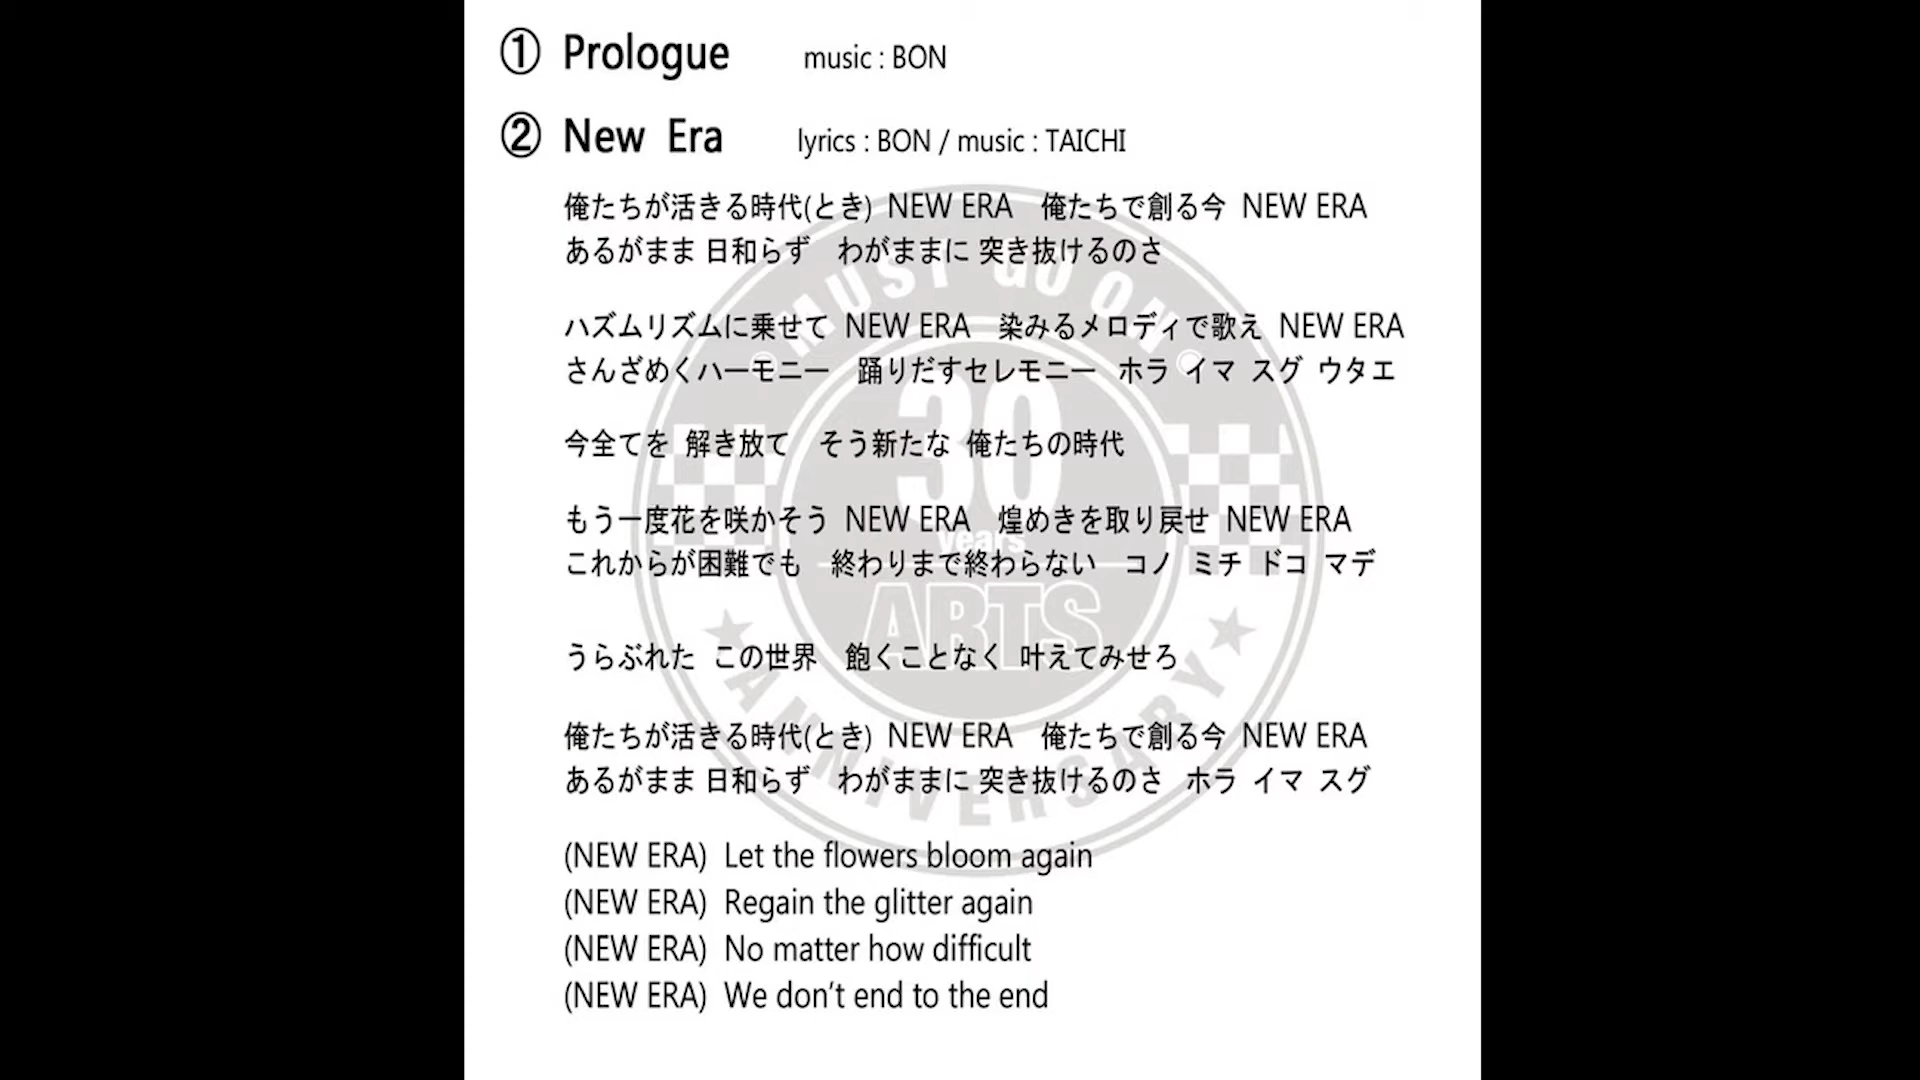 ① Prologue music : BON
② New Era lyrics : BON / music : TAICHI
俺たちが活きる時代(とき) NEW ERA 俺たちで創る今 NEW ERA
あるがまま 日和らず わがままに 突き抜けるのさ
ハズムリズムに乗せて NEW ERA 染みるメロディで歌え NEW ERA
さんざめくハーモニー 踊りだすセレモニー ホラ イマ スグ ウタエ
今全てを 解き放て そう新たな 俺たちの時代
もう一度花を咲かそう NEW ERA 煌めきを取り戻せ NEW ERA
これからが困難でも 終わりまで終わらない コノ ミチ ドコ マデ
うらぶれた この世界 飽くことなく 叶えてみせろ
俺たちが活きる時代(とき) NEW ERA 俺たちで創る今 NEW ERA
あるがまま 日和らず わがままに 突き抜けるのさ ホラ イマ スグ
(NEW ERA) Let the flowers bloom again
(NEW ERA) Regain the glitter again
(NEW ERA) No matter how difficult
(NEW ERA) We don't end to the end
MUST GO ON
30
years
ARTS
ANNIVERSARY